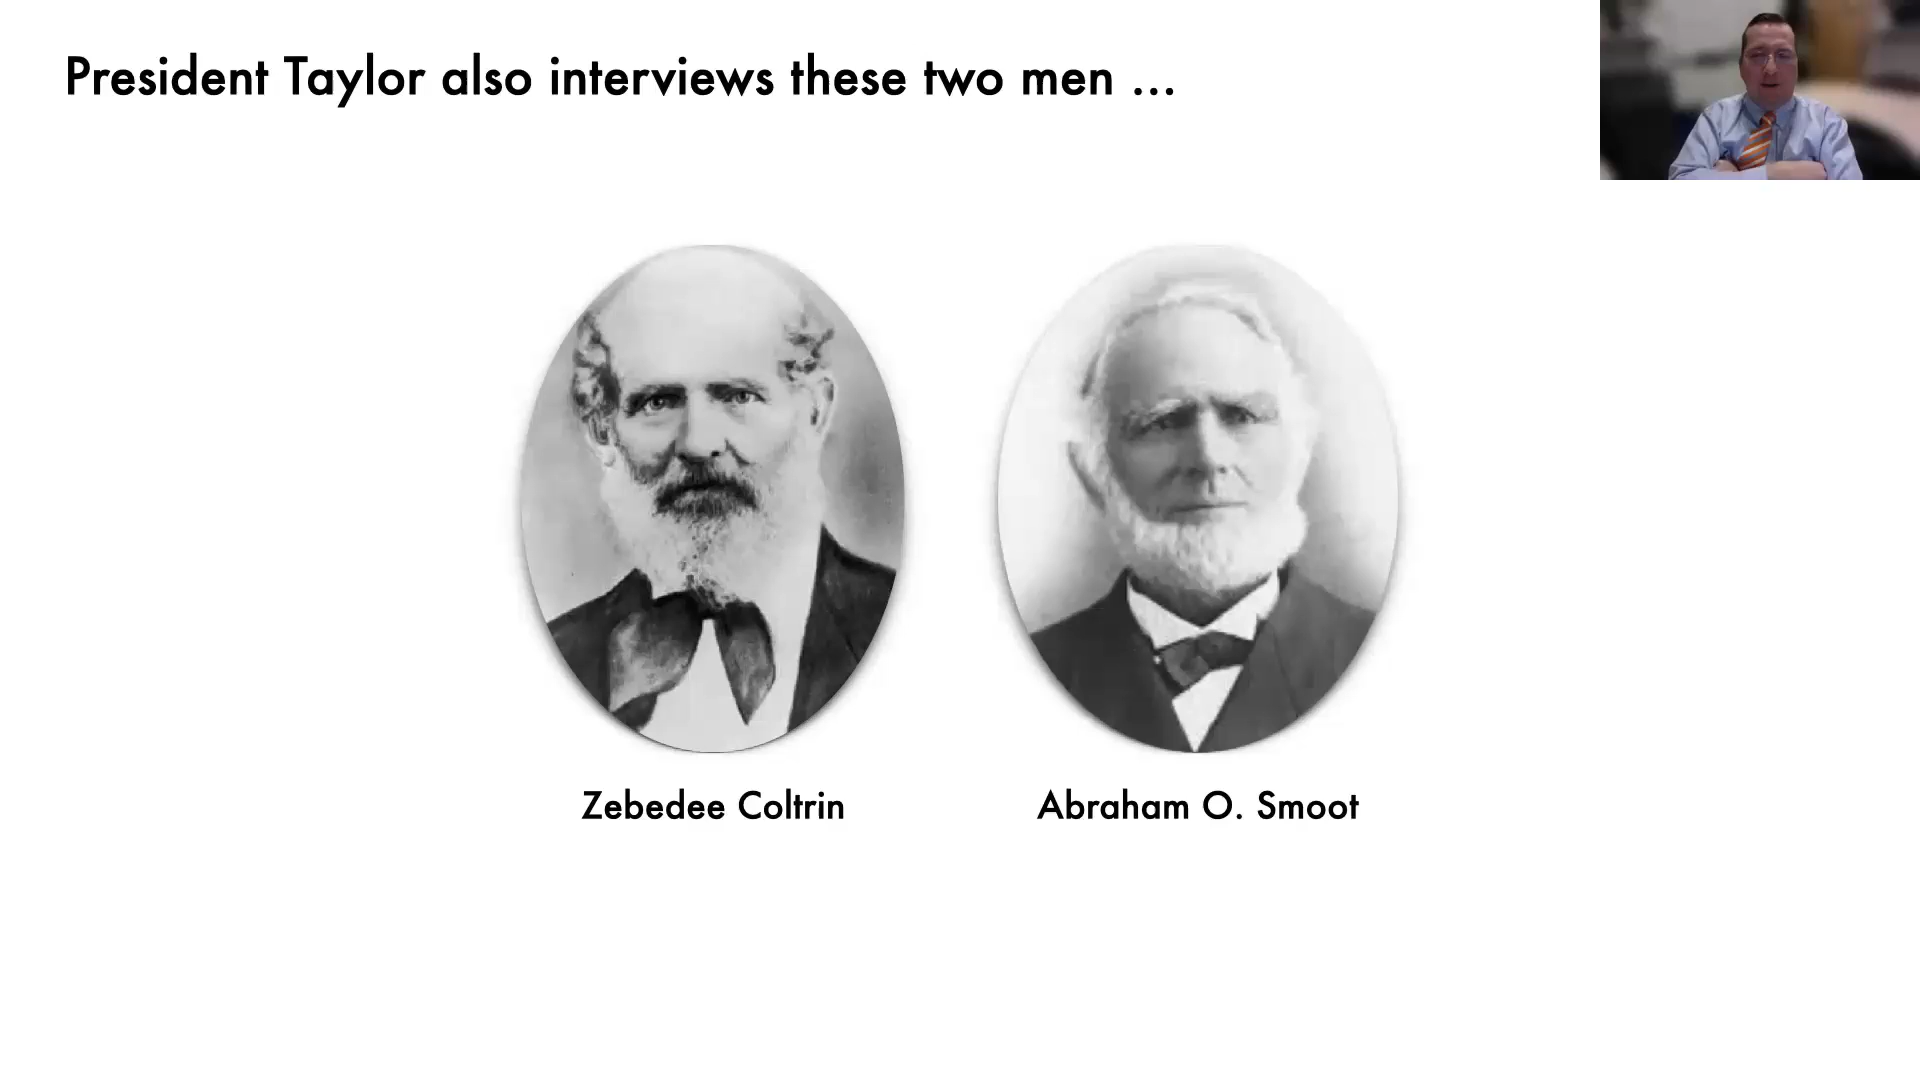 President Taylor also interviews these two men ...
Zebedee Coltrin
Abraham O. Smoot